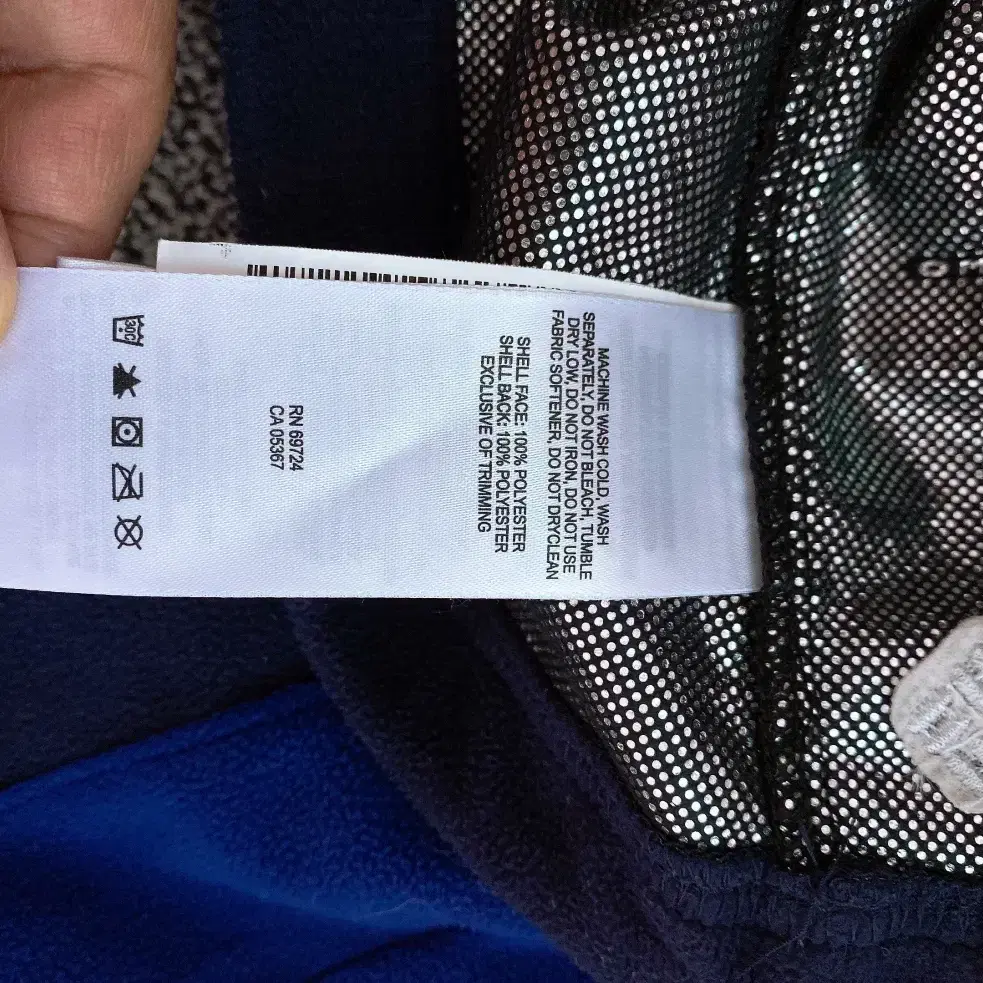 MACHINE WASH COLD, WASH
SEPARATELY, DO NOT BLEACH, TUMBLE
DRY LOW, DO NOT IRON, DO NOT USE
FABRIC SOFTENER, DO NOT DRYCLEAN
SHELL FACE: 100% POLYESTER
SHELL BACK: 100% POLYESTER
EXCLUSIVE OF TRIMMING
RN 69724
CA 05367
30C